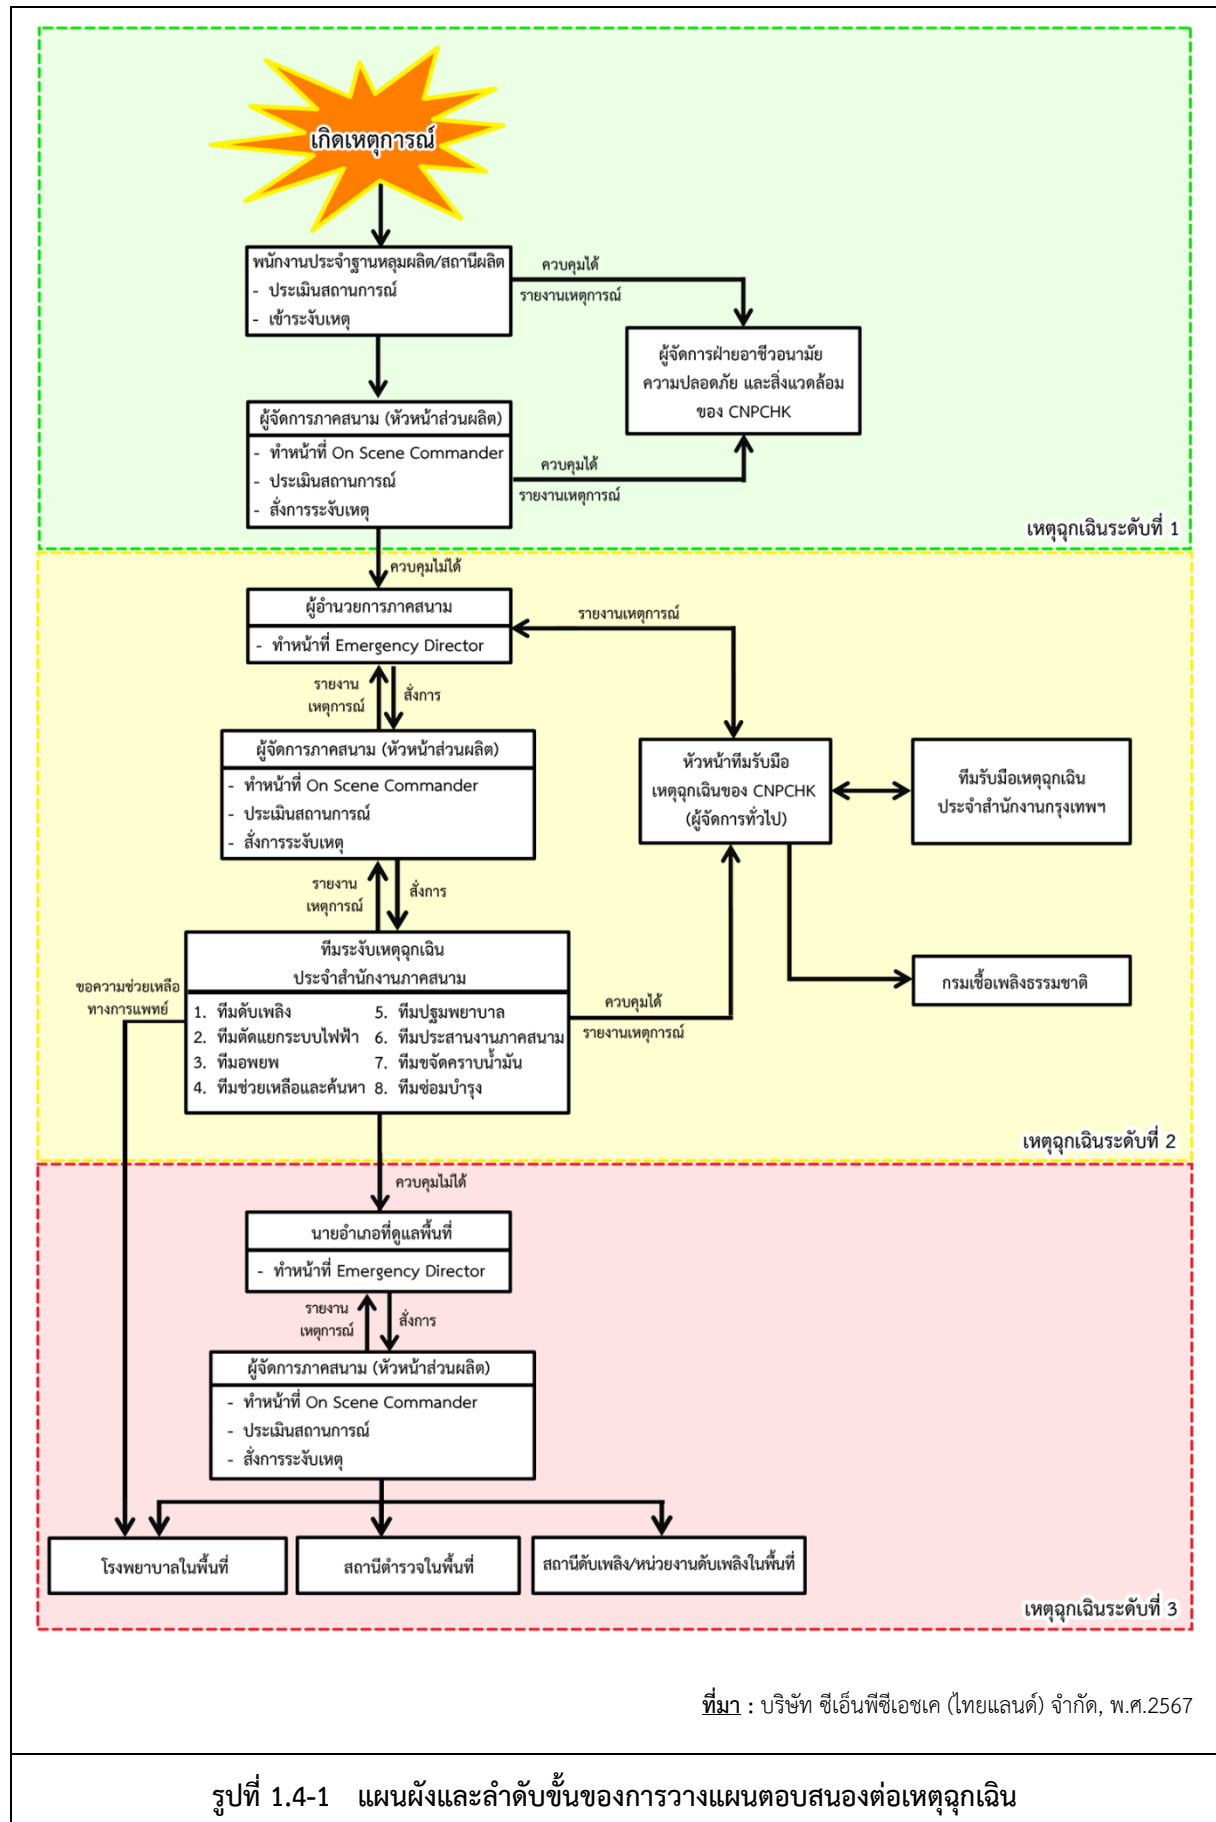 เกิดเหตุการณ์
พนักงานประจำฐานหลุมผลิต/สถานีผลิต
- ประเมินสถานการณ์
- เข้าระงับเหตุ
ควบคุมได้
รายงานเหตุการณ์
ผู้จัดการฝ่ายอาชีวอนามัย
ความปลอดภัย และสิ่งแวดล้อม
ของ CNPCHK
ผู้จัดการภาคสนาม (หัวหน้าส่วนผลิต)
- ทำหน้าที่ On Scene Commander
- ประเมินสถานการณ์
- สั่งการระงับเหตุ
ควบคุมได้
รายงานเหตุการณ์
เหตุฉุกเฉินระดับที่ 1
ควบคุมไม่ได้
ผู้อำนวยการภาคสนาม
- ทำหน้าที่ Emergency Director
รายงานเหตุการณ์
รายงาน
เหตุการณ์
สั่งการ
ผู้จัดการภาคสนาม (หัวหน้าส่วนผลิต)
- ทำหน้าที่ On Scene Commander
- ประเมินสถานการณ์
- สั่งการระงับเหตุ
หัวหน้าทีมรับมือ
เหตุฉุกเฉินของ CNPCHK
(ผู้จัดการทั่วไป)
ทีมรับมือเหตุฉุกเฉิน
ประจำสำนักงานกรุงเทพฯ
รายงาน
เหตุการณ์
สั่งการ
ทีมระงับเหตุฉุกเฉิน
ประจำสำนักงานภาคสนาม
1. ทีมดับเพลิง
2. ทีมตัดแยกระบบไฟฟ้า
3. ทีมอพยพ
4. ทีมช่วยเหลือและค้นหา
5. ทีมปฐมพยาบาล
6. ทีมประสานงานภาคสนาม
7. ทีมขจัดคราบน้ำมัน
8. ทีมซ่อมบำรุง
ขอความช่วยเหลือ
ทางการแพทย์
ควบคุมได้
รายงานเหตุการณ์
กรมเชื้อเพลิงธรรมชาติ
เหตุฉุกเฉินระดับที่ 2
ควบคุมไม่ได้
นายอำเภอที่ดูแลพื้นที่
- ทำหน้าที่ Emergency Director
รายงาน
เหตุการณ์
สั่งการ
ผู้จัดการภาคสนาม (หัวหน้าส่วนผลิต)
- ทำหน้าที่ On Scene Commander
- ประเมินสถานการณ์
- สั่งการระงับเหตุ
โรงพยาบาลในพื้นที่
สถานีตำรวจในพื้นที่
สถานีดับเพลิง/หน่วยงานดับเพลิงในพื้นที่
เหตุฉุกเฉินระดับที่ 3
ที่มา : บริษัท ซีเอ็นพีซีเอชเค (ไทยแลนด์) จำกัด, พ.ศ.2567
รูปที่ 1.4-1 แผนผังและลำดับขั้นของการวางแผนตอบสนองต่อเหตุฉุกเฉิน